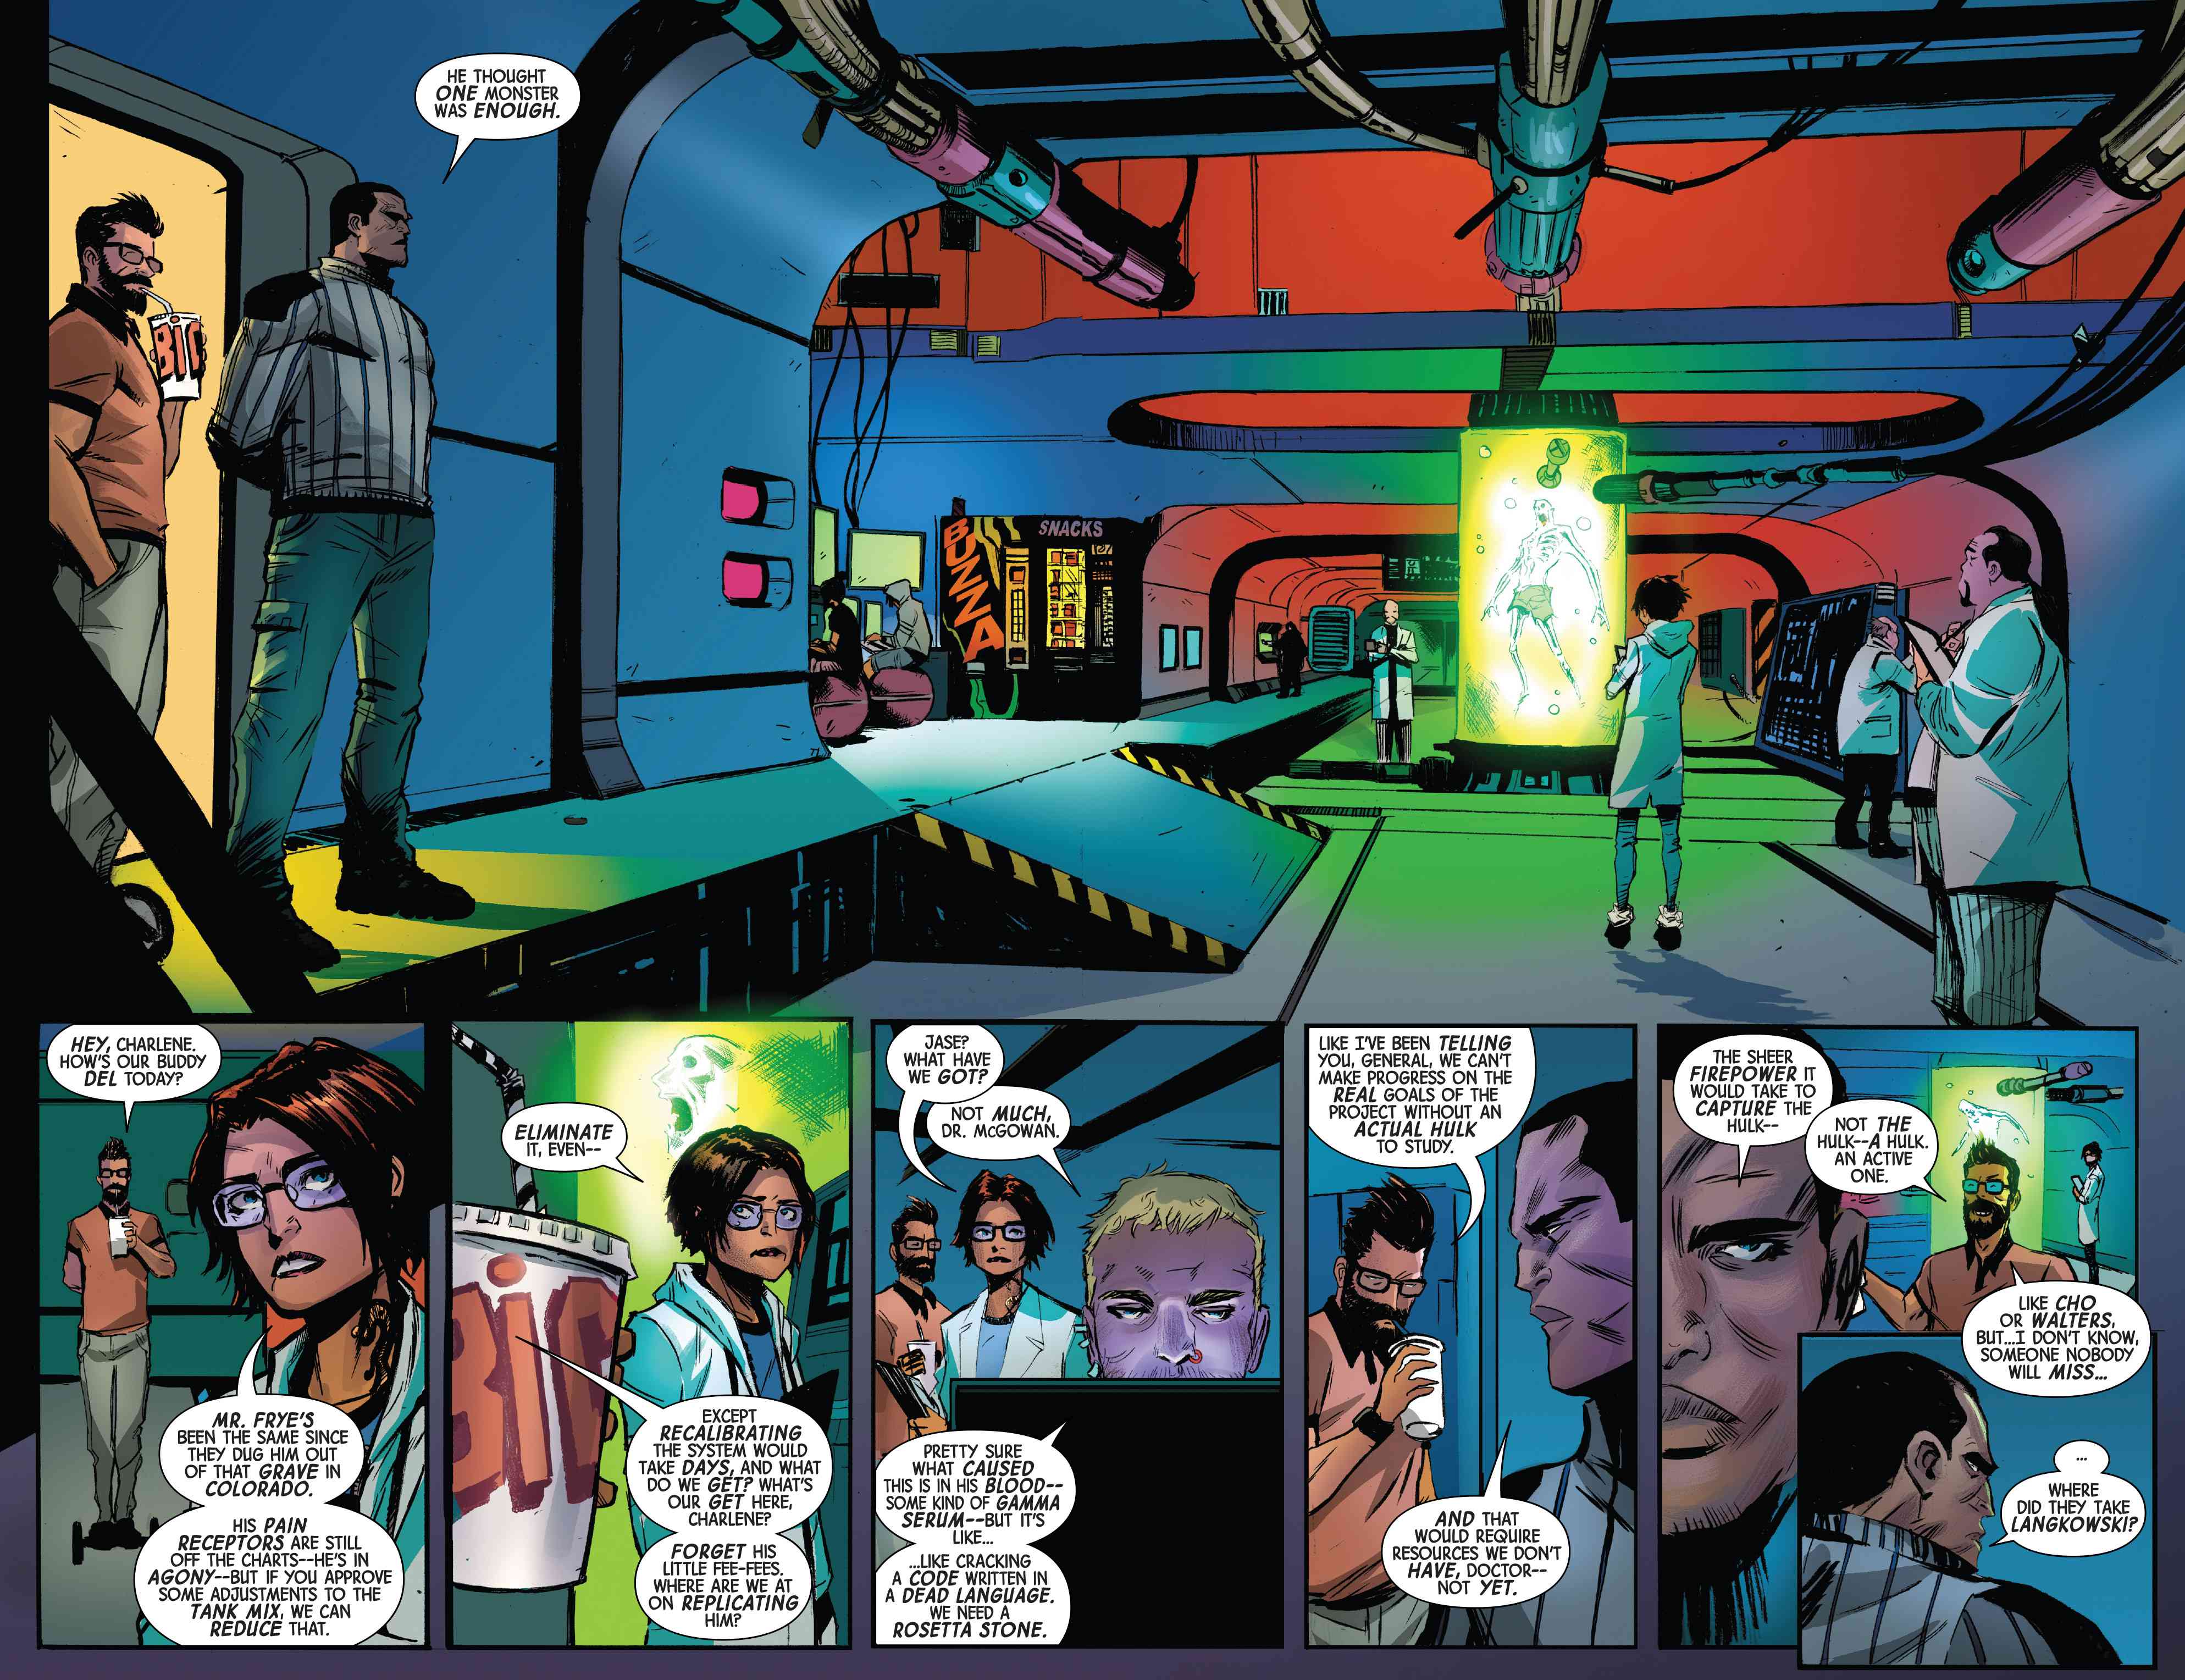 HE THOUGHT
ONE MONSTER
WAS ENOUGH.
BIG
BUZZA
SNACKS
HEY, CHARLENE.
HOW'S OUR BUDDY
DEL TODAY?
MR. FRYE'S
BEEN THE SAME SINCE
THEY DUG HIM OUT
OF THAT GRAVE IN
COLORADO.
HIS PAIN
RECEPTORS ARE STILL
OFF THE CHARTS--HE'S IN
AGONY--BUT IF YOU APPROVE
SOME ADJUSTMENTS TO THE
TANK MIX, WE CAN
REDUCE THAT.
ELIMINATE
IT, EVEN--
BIG
EXCEPT
RECALIBRATING
THE SYSTEM WOULD
TAKE DAYS, AND WHAT
DO WE GET? WHAT'S
OUR GET HERE,
CHARLENE?
FORGET HIS
LITTLE FEE-FEES.
WHERE ARE WE AT
ON REPLICATING
HIM?
JASE?
WHAT HAVE
WE GOT?
NOT MUCH,
DR. McGOWAN.
PRETTY SURE
WHAT CAUSED
THIS IS IN HIS BLOOD--
SOME KIND OF GAMMA
SERUM--BUT IT'S
LIKE...
...LIKE CRACKING
A CODE WRITTEN IN
A DEAD LANGUAGE.
WE NEED A
ROSETTA STONE.
LIKE I'VE BEEN TELLING
YOU, GENERAL, WE CAN'T
MAKE PROGRESS ON THE
REAL GOALS OF THE
PROJECT WITHOUT AN
ACTUAL HULK
TO STUDY.
AND THAT
WOULD REQUIRE
RESOURCES WE DON'T
HAVE, DOCTOR--
NOT YET.
THE SHEER
FIREPOWER IT
WOULD TAKE TO
CAPTURE THE
HULK--
NOT THE
HULK--A HULK.
AN ACTIVE
ONE.
LIKE CHO
OR WALTERS,
BUT...I DON'T KNOW,
SOMEONE NOBODY
WILL MISS...
...
WHERE
DID THEY TAKE
LANGKOWSKI?